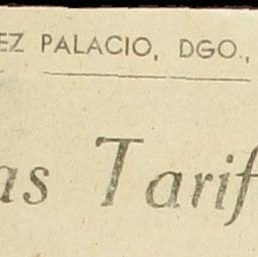 EZ PALACIO, DGO.,
as Tarif